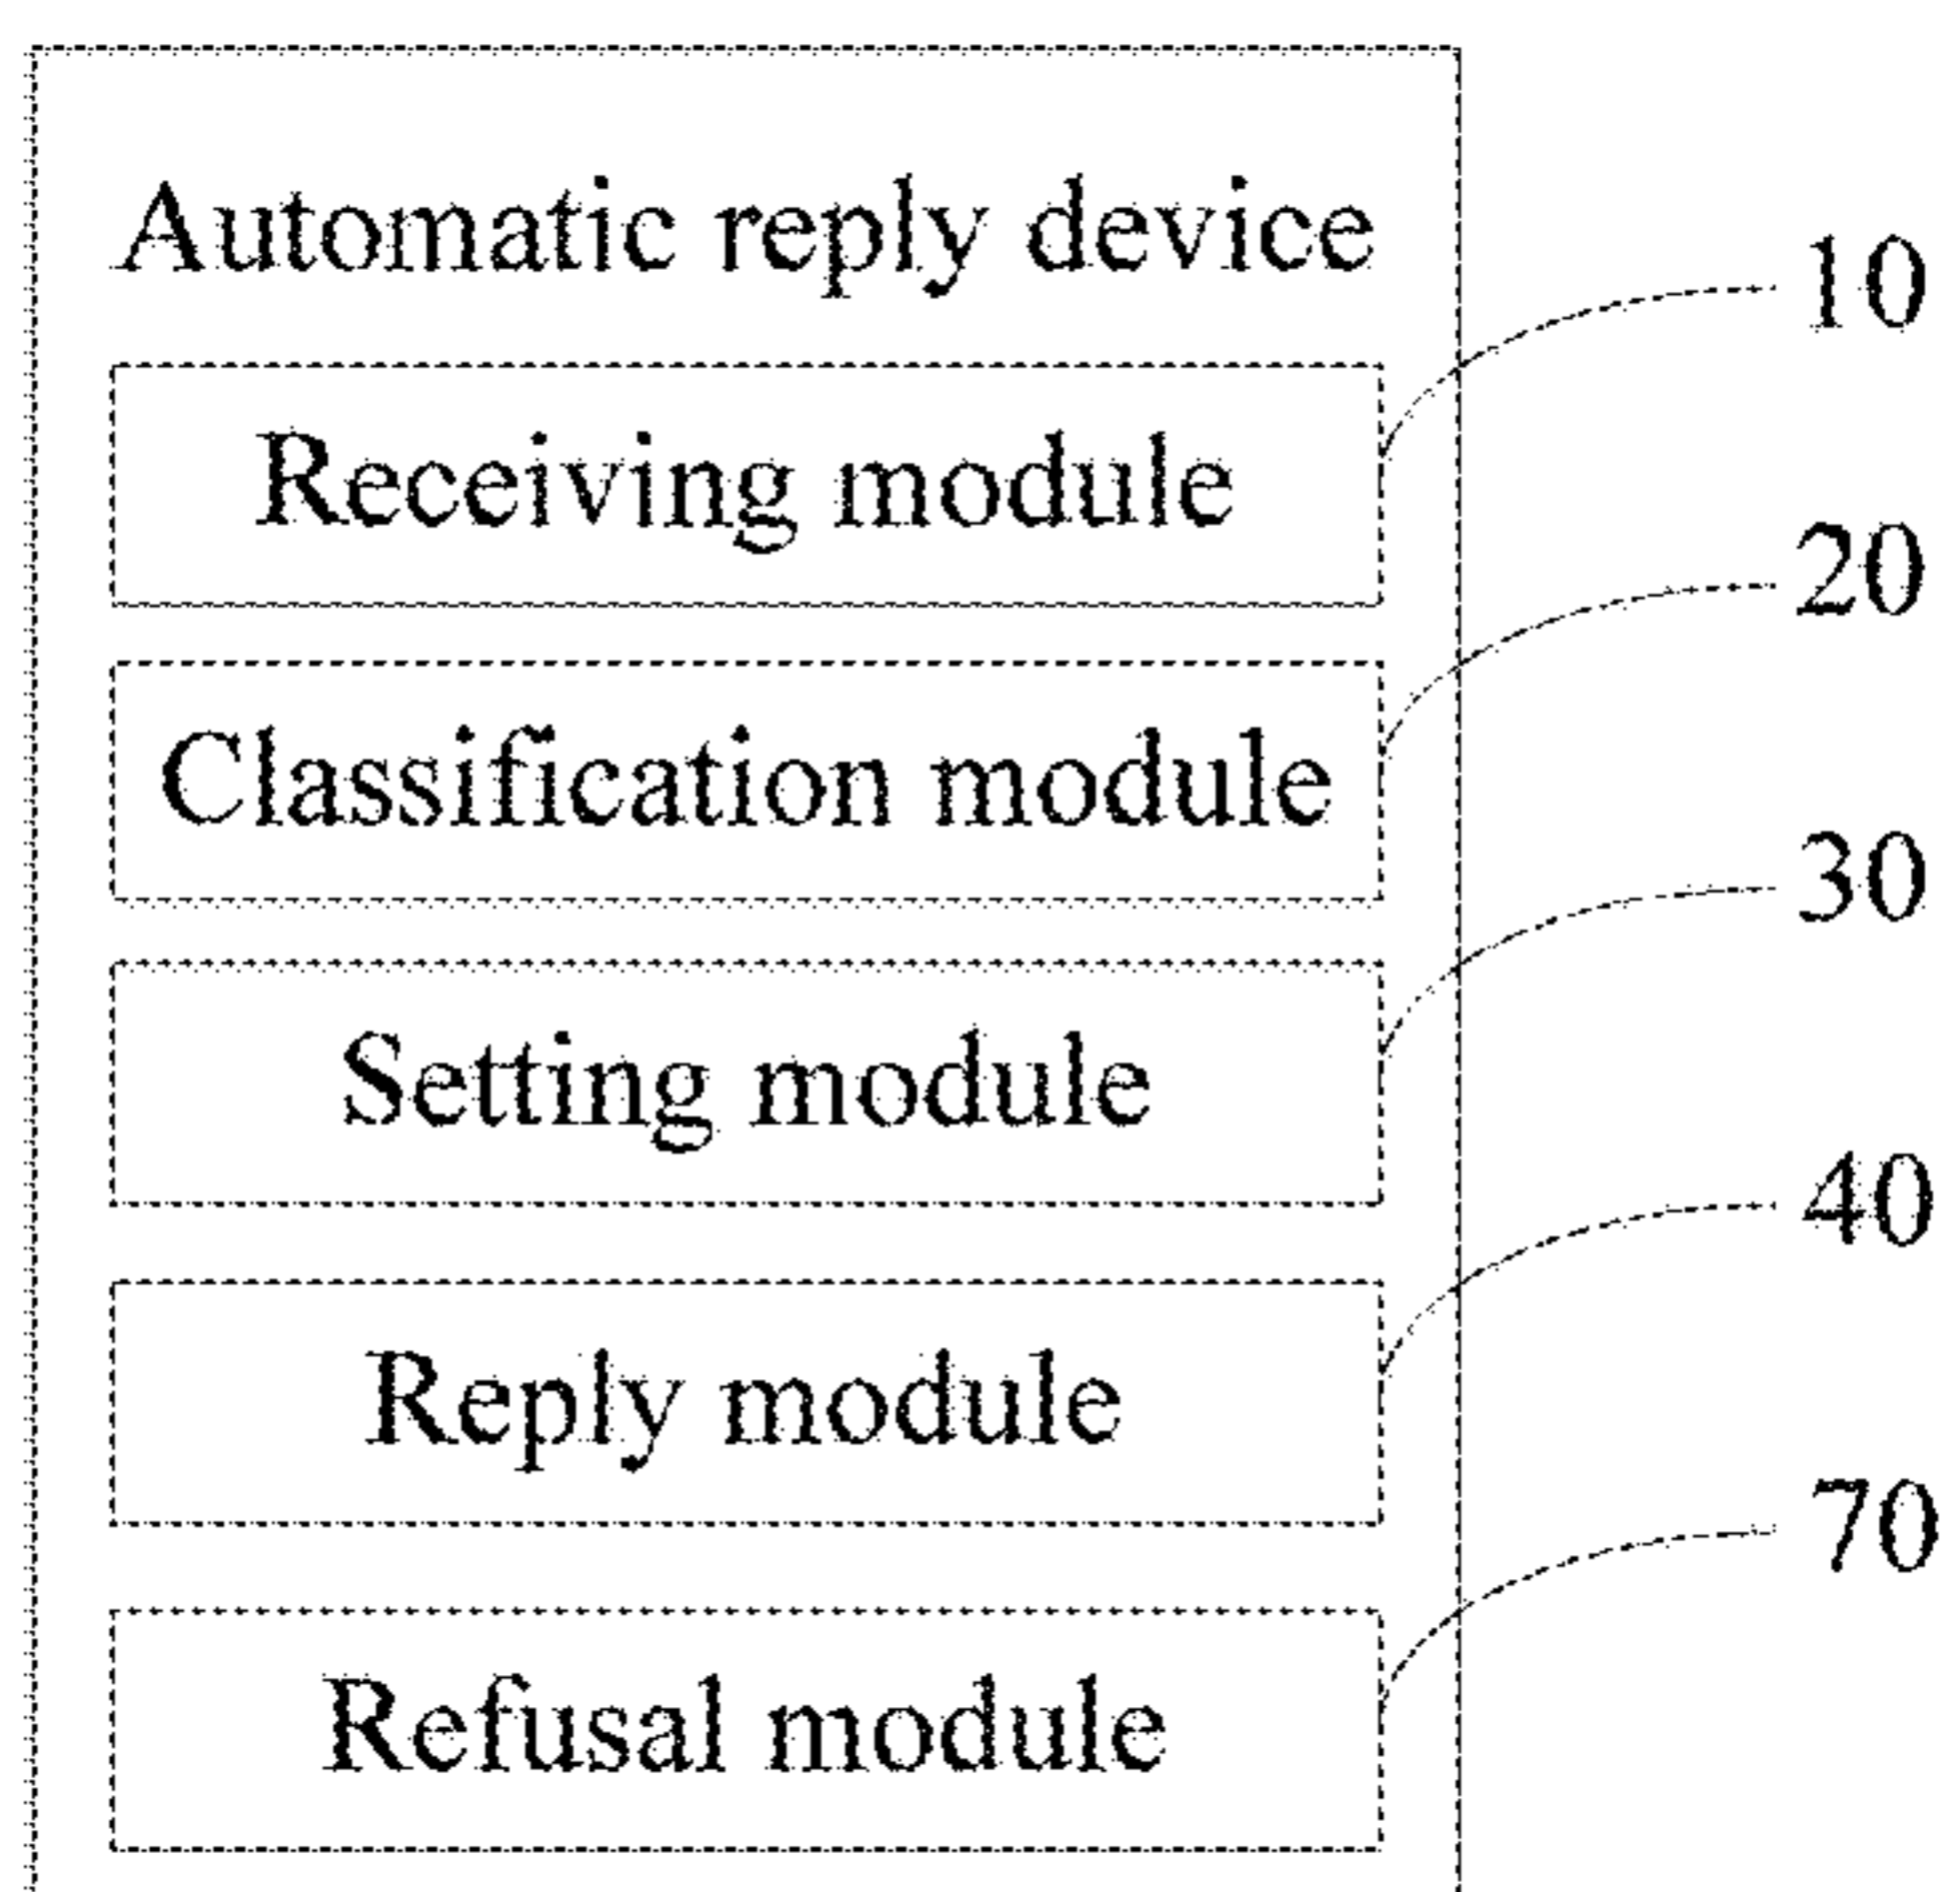 Automatic reply device
10
Receiving module
20
Classification module
30
Setting module
40
Reply module
70
Refusal module